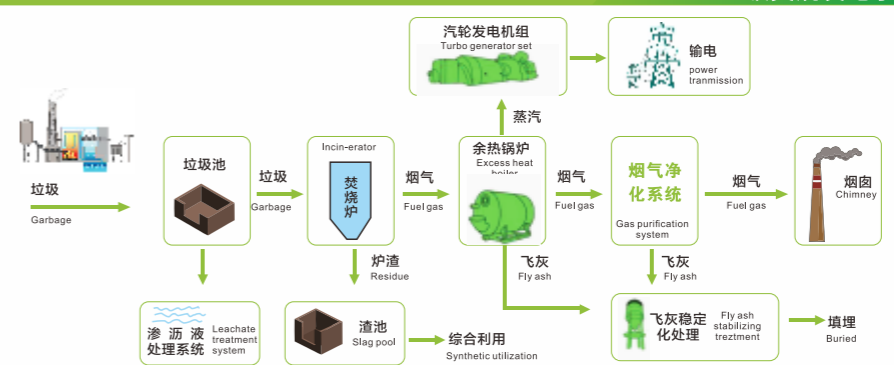 汽轮发电机组
Turbo generator set
输电
power
tranmission
蒸汽
垃圾
Garbage
垃圾池
垃圾
Garbage
Incin-erator
焚
烧
炉
烟气
Fuel gas
余热锅炉
Excess heat
boiler
烟气
Fuel gas
烟气净
化系统
Gas purification
system
烟气
Fuel gas
烟囱
Chimney
炉渣
Residue
飞灰
Fly ash
飞灰
Fly ash
渗 沥 液
处理系统
Leachate
treatment
system
渣池
Slag pool
综合利用
Synthetic utilization
飞灰稳定
化处理
Fly ash
stabilizing
treztment
填埋
Buried